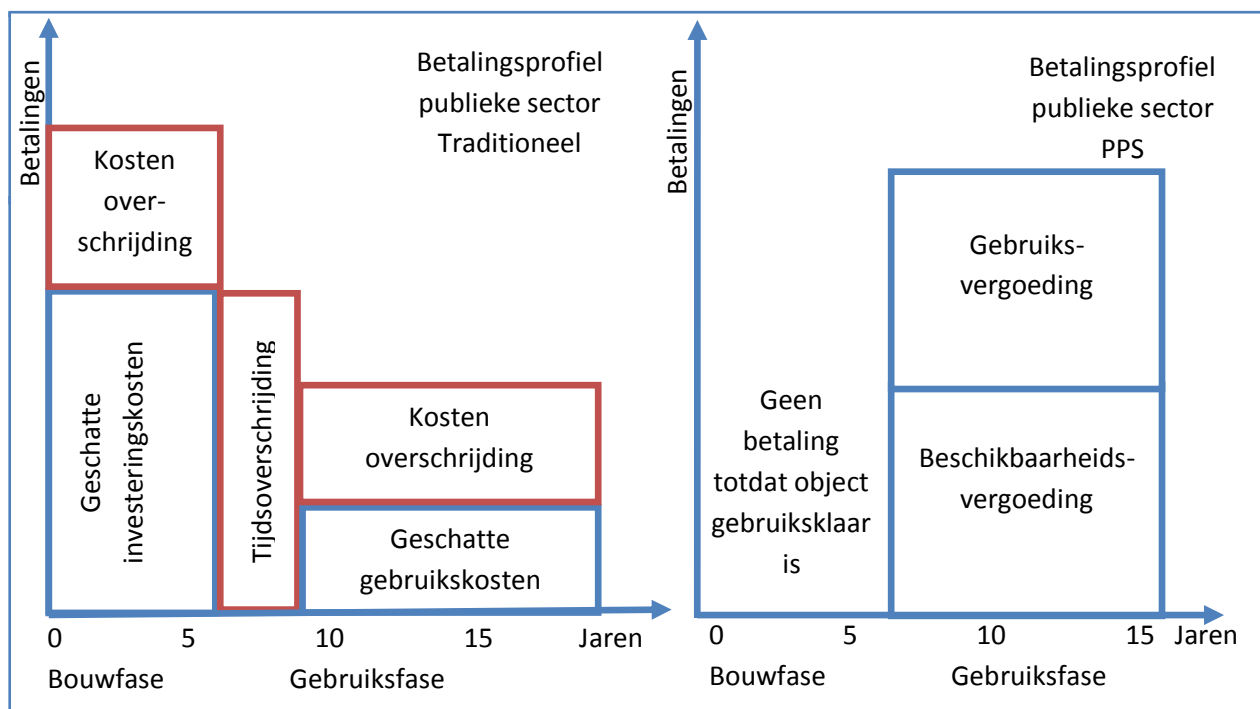 Betalingen
Betalingsprofiel
publieke sector
Traditioneel
Kosten
over-
schrijding
Geschatte
investeringskosten
Tijdsoverschrijding
Kosten
overschrijding
Geschatte
gebruikskosten
0 5 10 15 Jaren
Bouwfase Gebruiksfase
Betalingen
Betalingsprofiel
publieke sector
PPS
Gebruiks-
vergoeding
Geen
betaling
totdat object
gebruiksklaar
is
Beschikbaarheids-
vergoeding
0 5 10 15 Jaren
Bouwfase Gebruiksfase